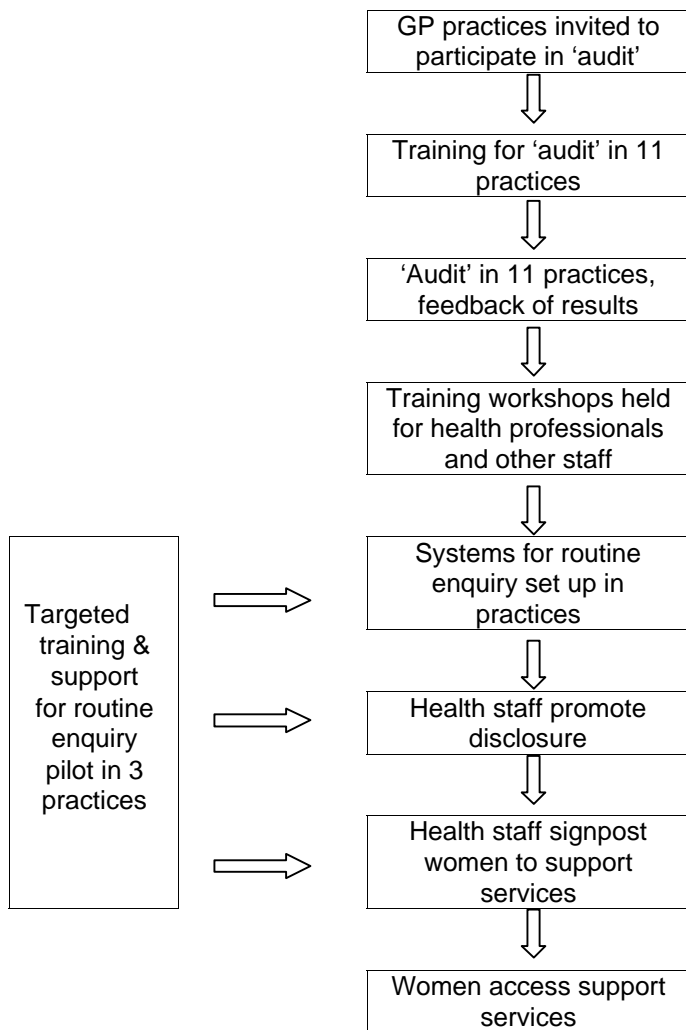 GP practices invited to
participate in ‘audit’
Training for ‘audit’ in 11
practices
‘Audit’ in 11 practices,
feedback of results
Training workshops held
for health professionals
and other staff
Systems for routine
enquiry set up in
practices
Targeted
training &
support
for routine
enquiry
pilot in 3
practices
Health staff promote
disclosure
Health staff signpost
women to support
services
Women access support
services